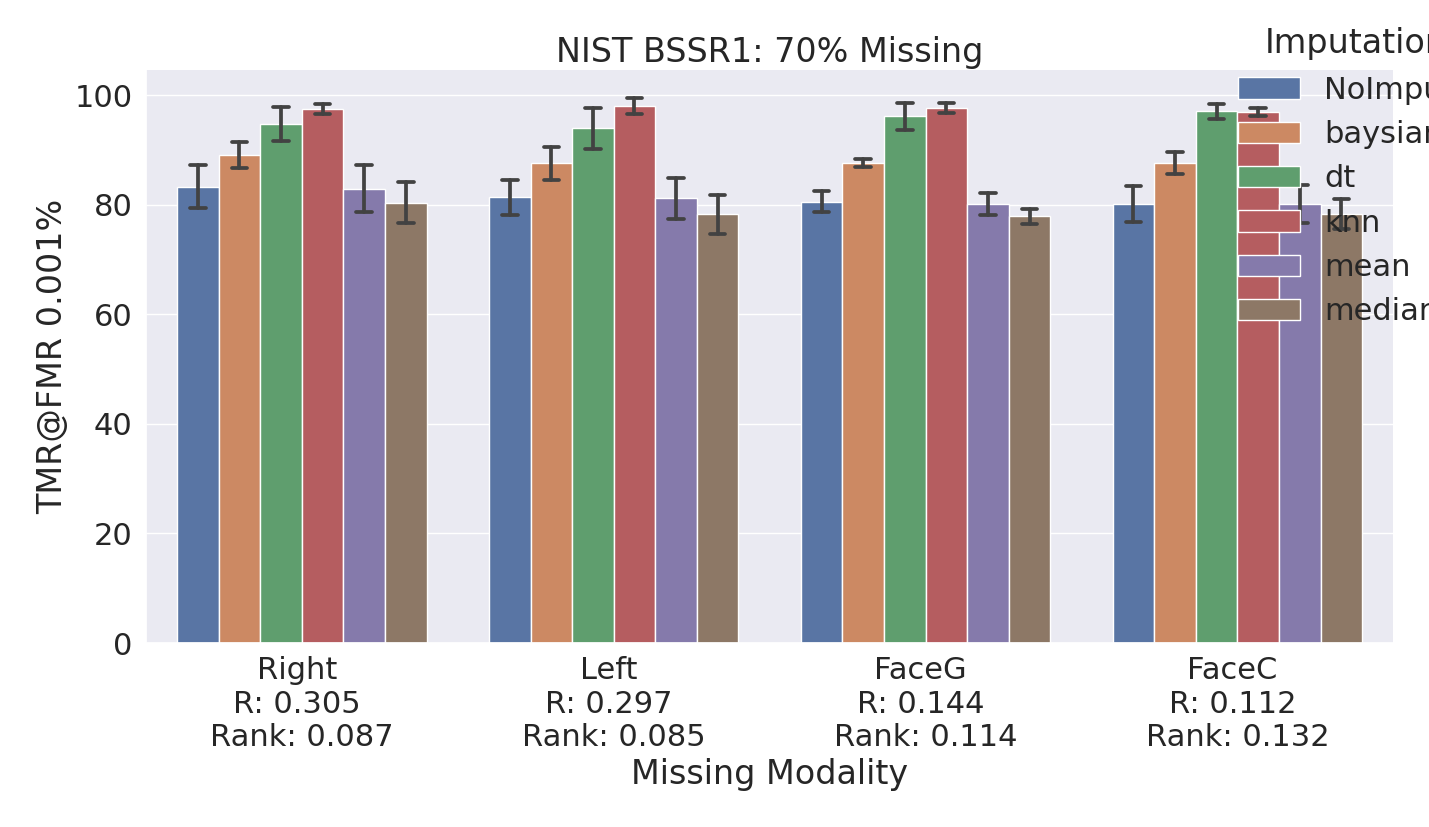 NIST BSSR1: 70% Missing
Imputation
NoImpu
baysian
dt
knn
mean
median
TMR@FMR 0.001%
100
80
60
40
20
0
Right
R: 0.305
Rank: 0.087
Left
R: 0.297
Rank: 0.085
FaceG
R: 0.144
Rank: 0.114
FaceC
R: 0.112
Rank: 0.132
Missing Modality